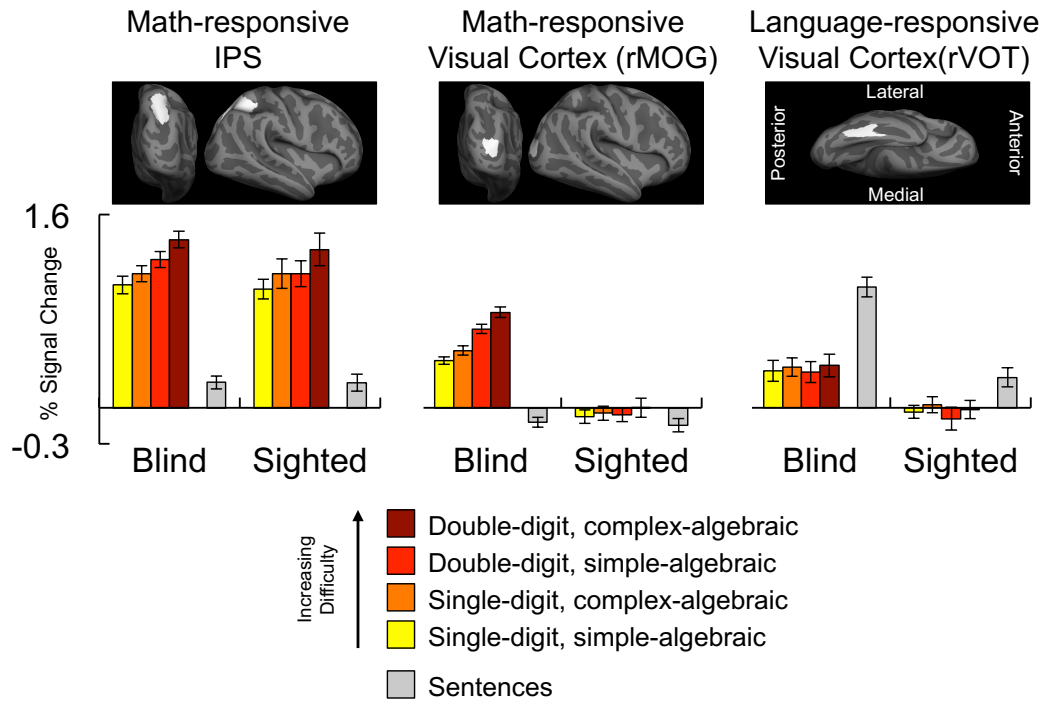 Math-responsive
IPS
Math-responsive
Visual Cortex (rMOG)
Language-responsive
Visual Cortex(rVOT)
Lateral
Posterior
Anterior
Medial
1.6
% Signal Change
-0.3
Blind
Sighted
Blind
Sighted
Blind
Sighted
Increasing
Difficulty
Double-digit, complex-algebraic
Double-digit, simple-algebraic
Single-digit, complex-algebraic
Single-digit, simple-algebraic
Sentences